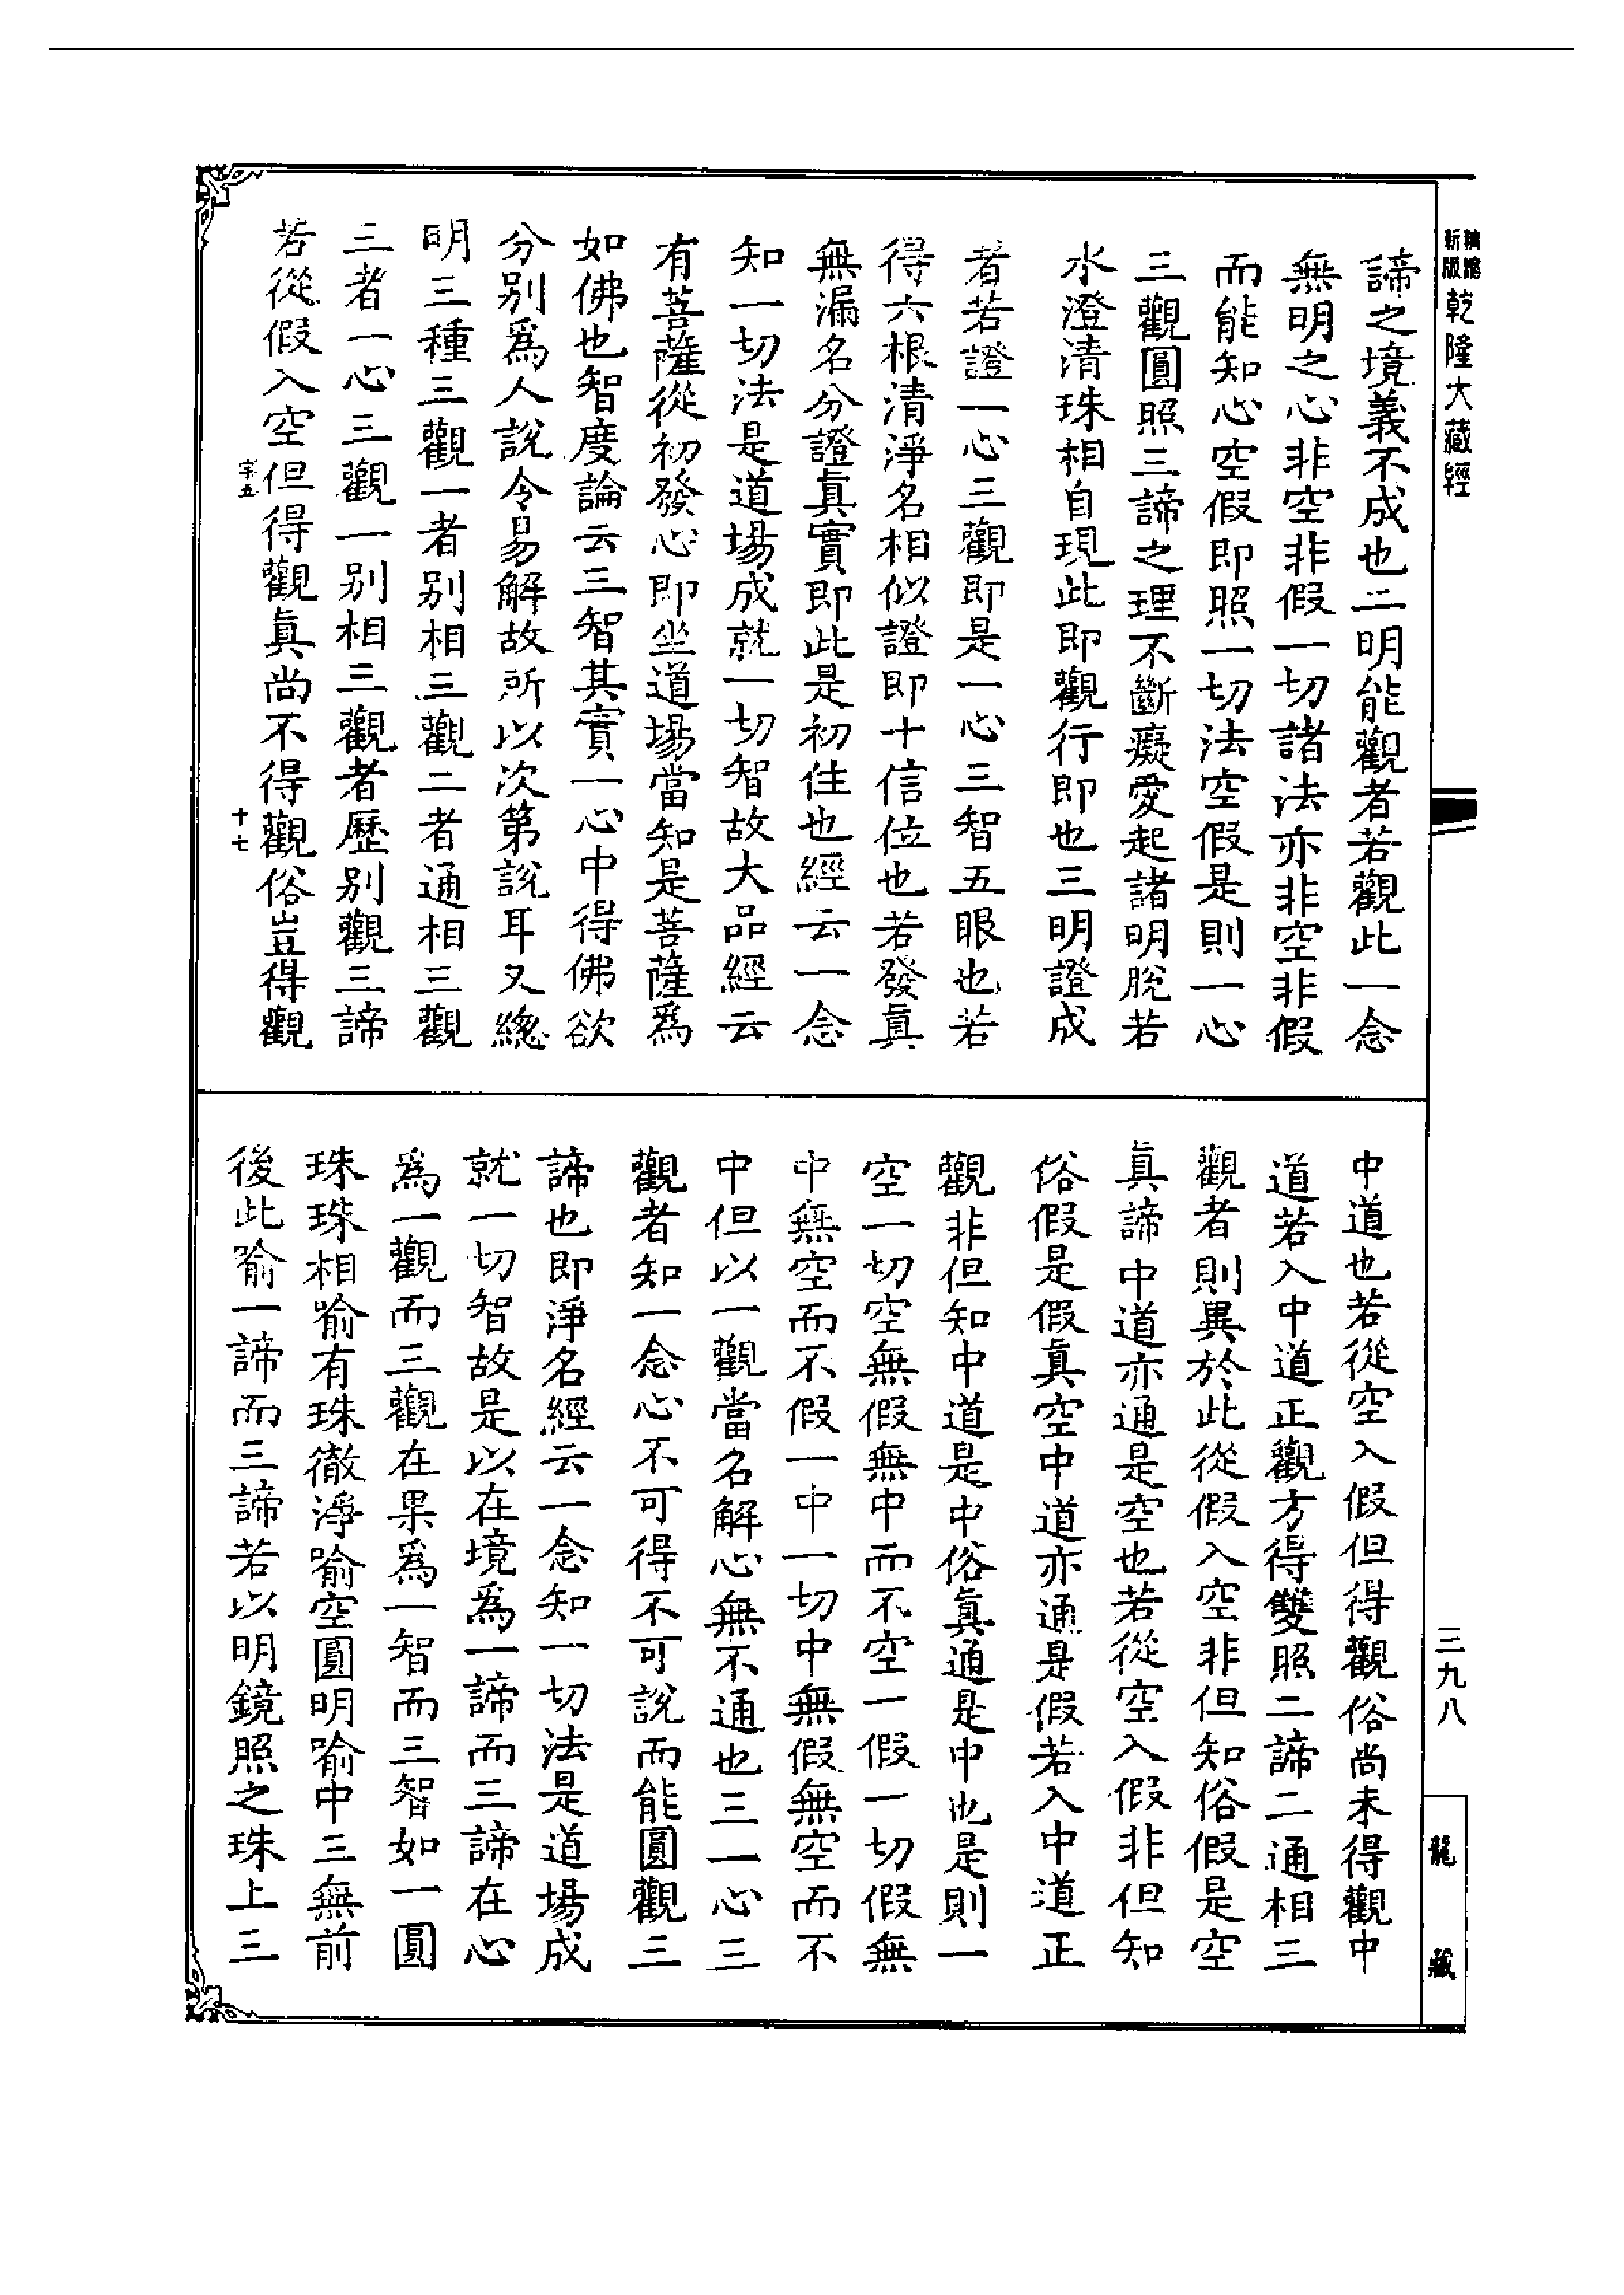 新版
精縮
乾隆大藏經
諦之境義不成也二明能觀者若觀此一念
無明之心非空非假一切諸法亦非空非假
而能知心空假即照一切法空假是則一心
三觀圓照三諦之理不斷癡愛起諸明脫若
水澄清珠相自現此即觀行即也三明證成
者若證一心三觀即是一心三智五眼也若
得六根清淨名相似證即十信位也若發真
無漏名分證真實即此是初住也經云一念
知一切法是道場成就一切智故大品經云
有菩薩從初發心即坐道場當知是菩薩爲
如佛也智度論云三智其實一心中得佛欲
分別爲人說令易解故所以次第說耳又總
明三種三觀一者別相三觀二者通相三觀
三者一心三觀一別相三觀者歷別觀三諦
若從假入空但得觀真尚不得觀俗豈得觀
十七
中道也若從空入假但得觀俗尚未得觀中
道若入中道正觀方得雙照二諦二通相三
觀者則異於此從假入空非但知俗假是空
真諦中道亦通是空也若從空入假非但知
俗假是假真空中道亦通是假若入中道正
觀非但知中道是中俗真通是中也是則一
空一切空無假無中而不空一假一切假無
中無空而不假一中一切中無假無空而不
中但以一觀當名解心無不通也三一心三
觀者知一念心不可得不可說而能圓觀三
諦也即淨名經云一念知一切法是道場成
就一切智故是以在境爲一諦而三諦在心
爲一觀而三觀在果爲一智而三智如一圓
珠珠相喻有珠徹淨喻空圓明喻中三無前
後此喻一諦而三諦若以明鏡照之珠上三
三九八
龍藏